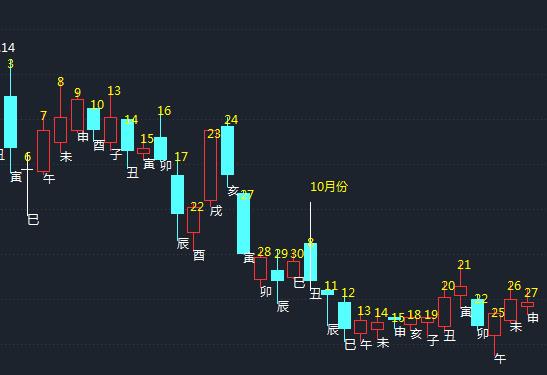 .14
3
寅
6
巳
7
午
8
未
9
申
10
酉
13
子
14
丑
15
寅
16
卯
17
辰
22
酉
23
戌
24
亥
27
寅
28
卯
29
辰
30
巳
10月份
8
丑
11
辰
12
巳
13
午
14
未
15
申
18
亥
19
子
20
丑
21
寅
22
卯
25
午
26
未
27
申